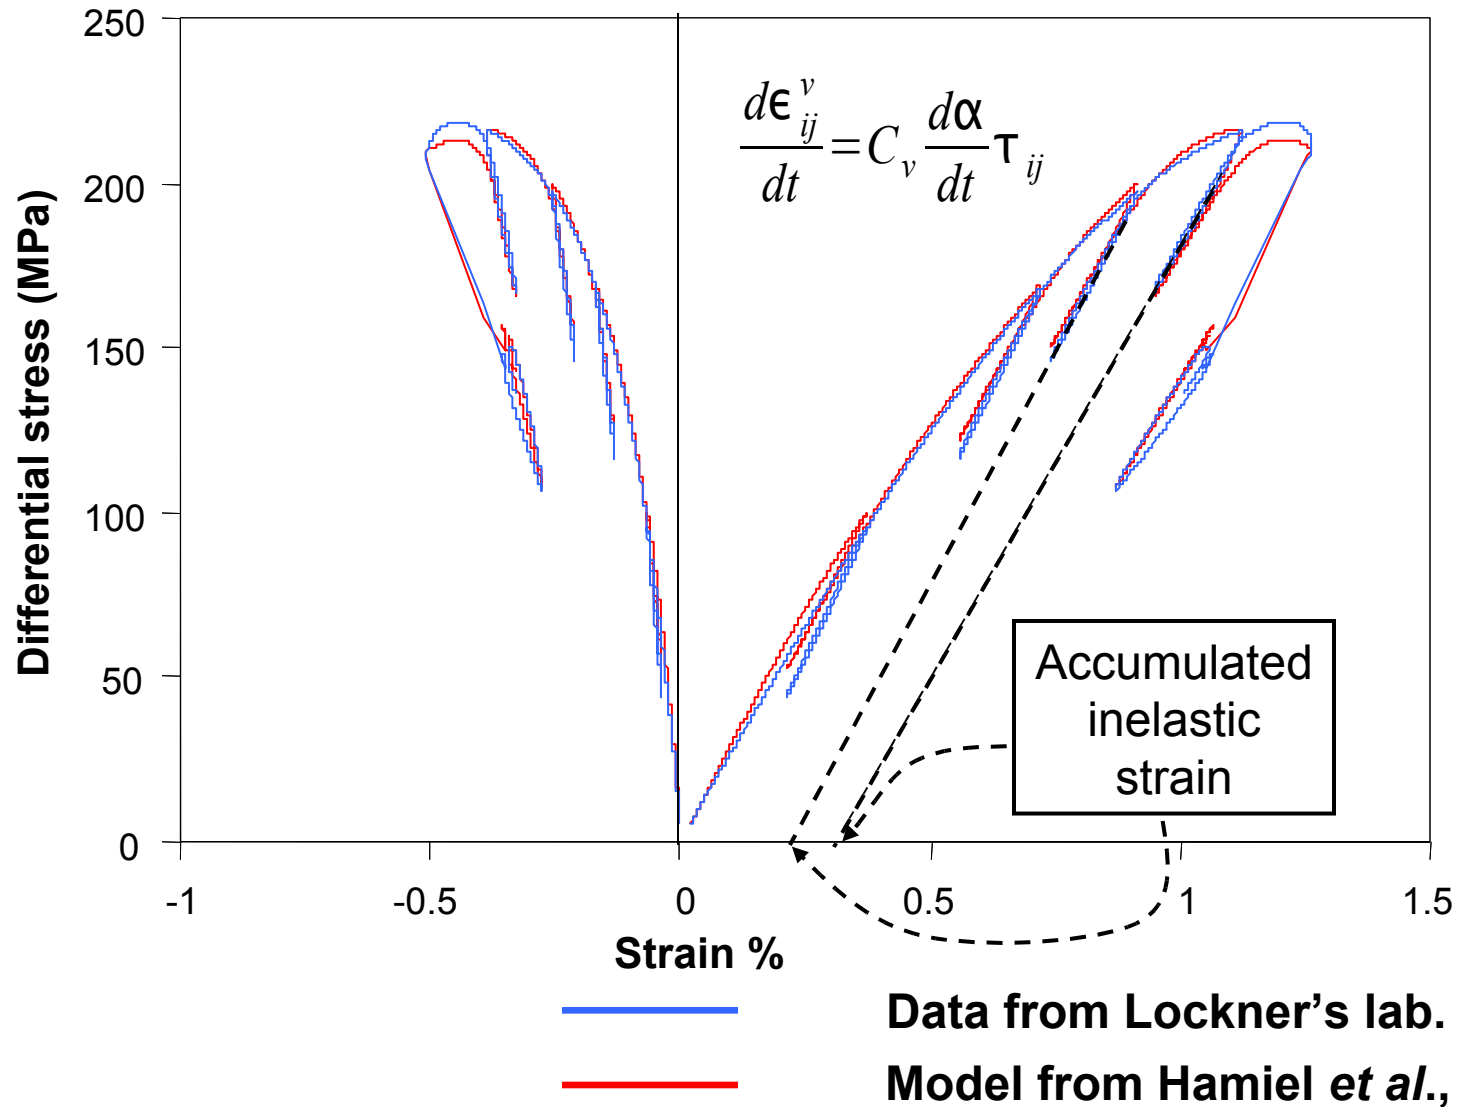 250
200
150
100
50
0
Differential stress (MPa)
dϵ^v_ij/dt = C_v dα/dt τ_ij
Accumulated
inelastic
strain
-1 -0.5 0 0.5 1 1.5
Strain %
Data from Lockner’s lab.
Model from Hamiel et al.,